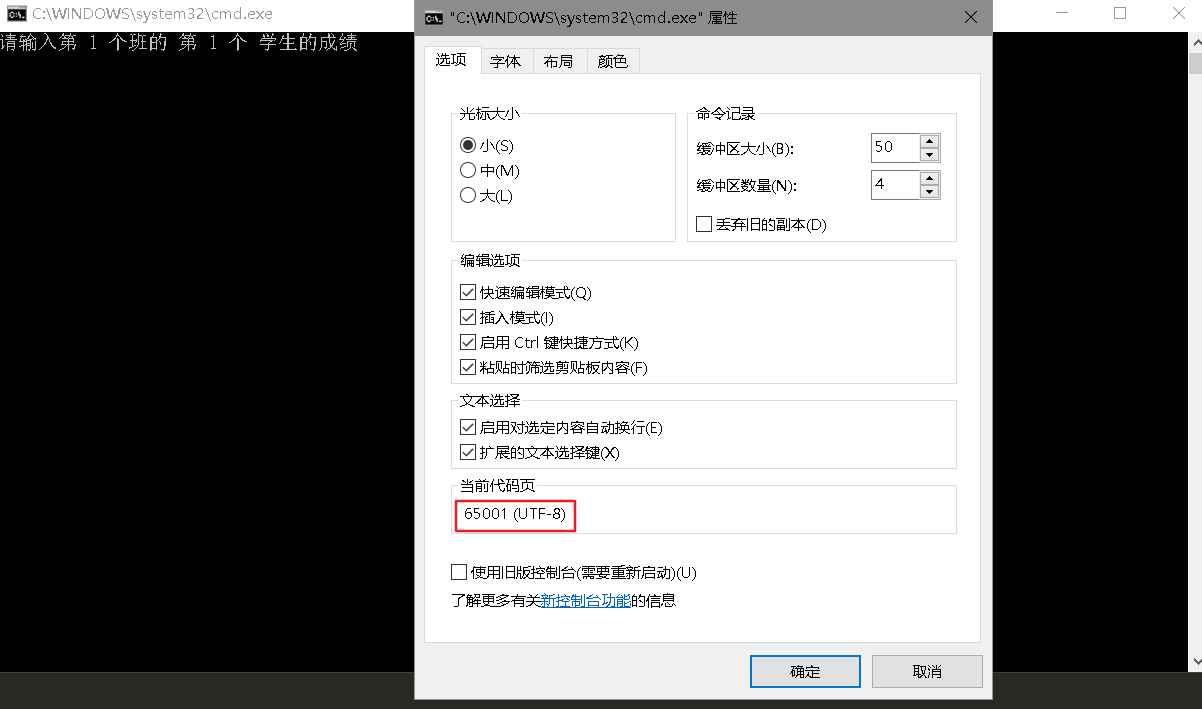 C:\WINDOWS\system32\cmd.exe
请输入第 1 个班的 第 1 个 学生的成绩
"C:\WINDOWS\system32\cmd.exe" 属性
选项 字体 布局 颜色
光标大小
小(S)
中(M)
大(L)
命令记录
缓冲区大小(B): 50
缓冲区数量(N): 4
丢弃旧的副本(D)
编辑选项
快速编辑模式(Q)
插入模式(I)
启用 Ctrl 键快捷方式(K)
粘贴时筛选剪贴板内容(F)
文本选择
启用对选定内容自动换行(E)
扩展的文本选择键(X)
当前代码页
65001 (UTF-8)
使用旧版控制台(需要重新启动)(U)
了解更多有关新控制台功能的信息
确定 取消